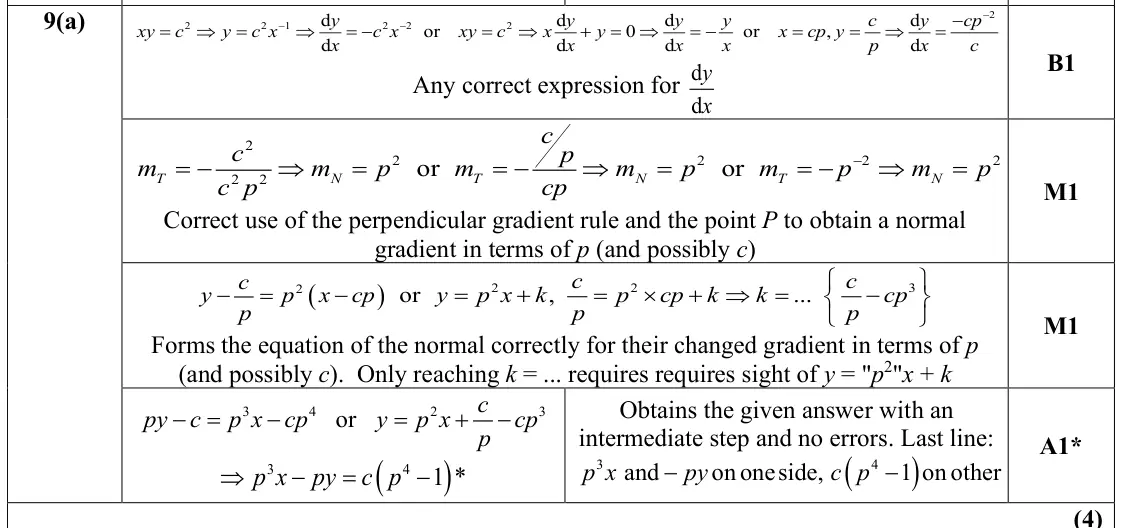 9(a)
xy = c² ⇒ y = c²x⁻¹ ⇒ dy/dx = −c²x⁻² or xy = c² ⇒ x dy/dx + y = 0 ⇒ dy/dx = −y/x or x = cp, y = c/p ⇒ dy/dx = −cp⁻²/c
Any correct expression for dy/dx
B1
m_T = −c²/(c²p²) ⇒ m_N = p² or m_T = −(c/p)/(cp) ⇒ m_N = p² or m_T = −p⁻² ⇒ m_N = p²
Correct use of the perpendicular gradient rule and the point P to obtain a normal
gradient in terms of p (and possibly c)
M1
y − c/p = p²(x − cp) or y = p²x + k, c/p = p² × cp + k ⇒ k = ... {c/p − cp³}
Forms the equation of the normal correctly for their changed gradient in terms of p
(and possibly c). Only reaching k = ... requires requires sight of y = "p²"x + k
M1
py − c = p³x − cp⁴ or y = p²x + c/p − cp³
⇒ p³x − py = c(p⁴ − 1)*
Obtains the given answer with an
intermediate step and no errors. Last line:
p³x and − py on one side, c(p⁴ − 1) on other
A1*
(4)